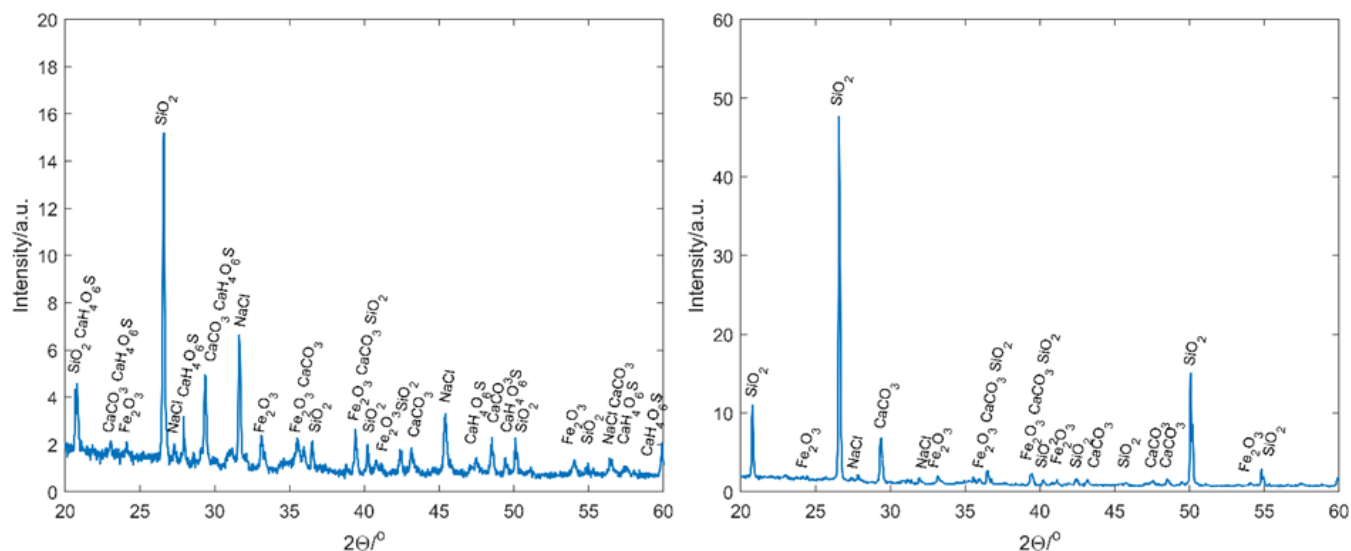 Intensity/a.u.
20
18
16
14
12
10
8
6
4
2
0
SiO2 CaH4O6S
CaCO3 CaH4O6S
Fe2O3
SiO2
NaCl
CaH4O6S
CaCO3 CaH4O6S
NaCl
Fe2O3
Fe2O3 CaCO3
SiO2
Fe2O3 CaCO3 SiO2
SiO2
Fe2O3 SiO2
CaCO3
NaCl
CaH4O6S
CaCO3
CaH4O6S
SiO2
Fe2O3
SiO2
NaCl CaCO3
CaH4O6S
CaH4O6S
20 25 30 35 40 45 50 55 60
2Θ/o
Intensity/a.u.
60
50
40
30
20
10
0
SiO2
Fe2O3
SiO2
NaCl
CaCO3
NaCl
Fe2O3
Fe2O3 CaCO3 SiO2
Fe2O3 CaCO3 SiO2
SiO2
Fe2O3
SiO2
CaCO3
SiO2
CaCO3
CaCO3
SiO2
Fe2O3
SiO2
20 25 30 35 40 45 50 55 60
2Θ/o